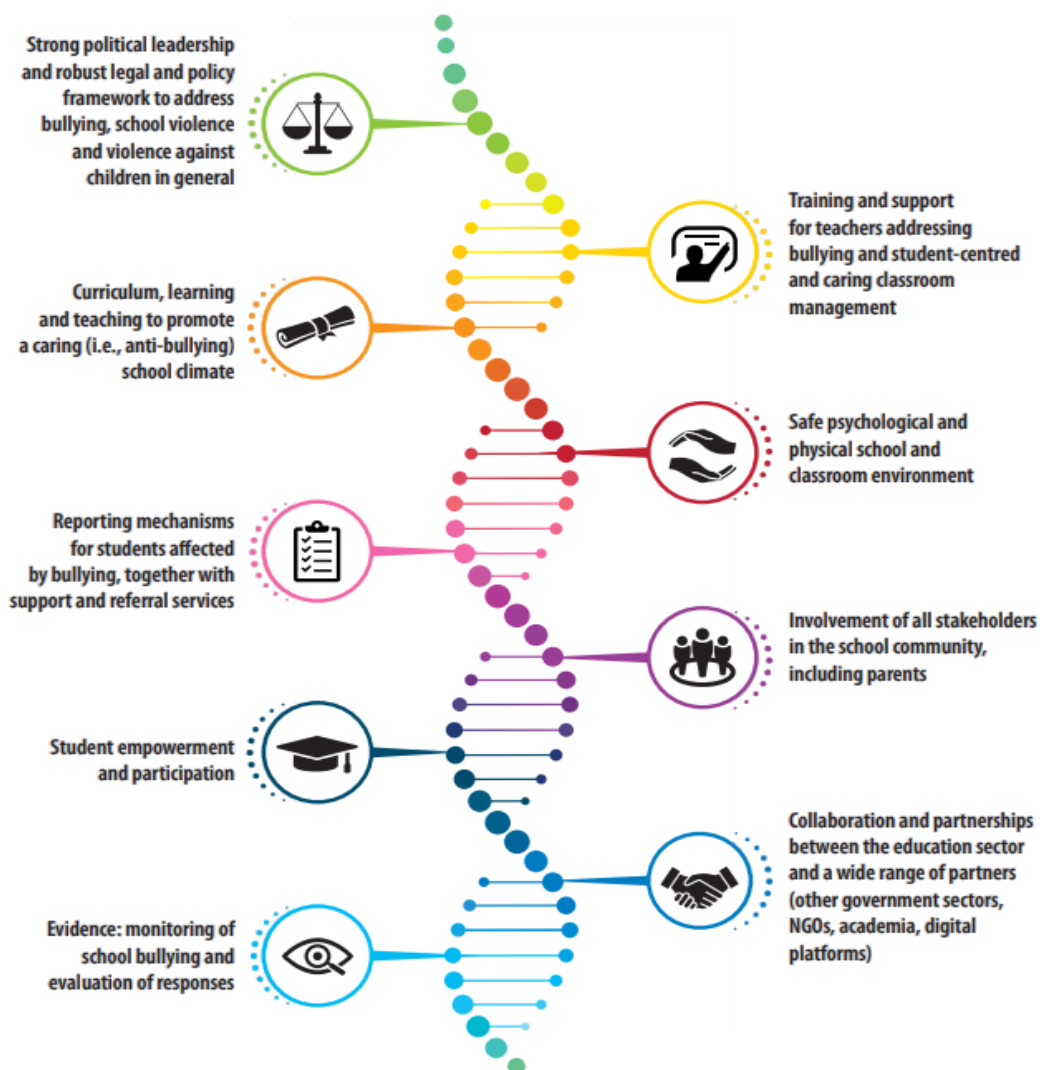 Strong political leadership
and robust legal and policy
framework to address
bullying, school violence
and violence against
children in general
Training and support
for teachers addressing
bullying and student-centred
and caring classroom
management
Curriculum, learning
and teaching to promote
a caring (i.e., anti-bullying)
school climate
Safe psychological and
physical school and
classroom environment
Reporting mechanisms
for students affected
by bullying, together with
support and referral services
Involvement of all stakeholders
in the school community,
including parents
Student empowerment
and participation
Collaboration and partnerships
between the education sector
and a wide range of partners
(other government sectors,
NGOs, academia, digital
platforms)
Evidence: monitoring of
school bullying and
evaluation of responses